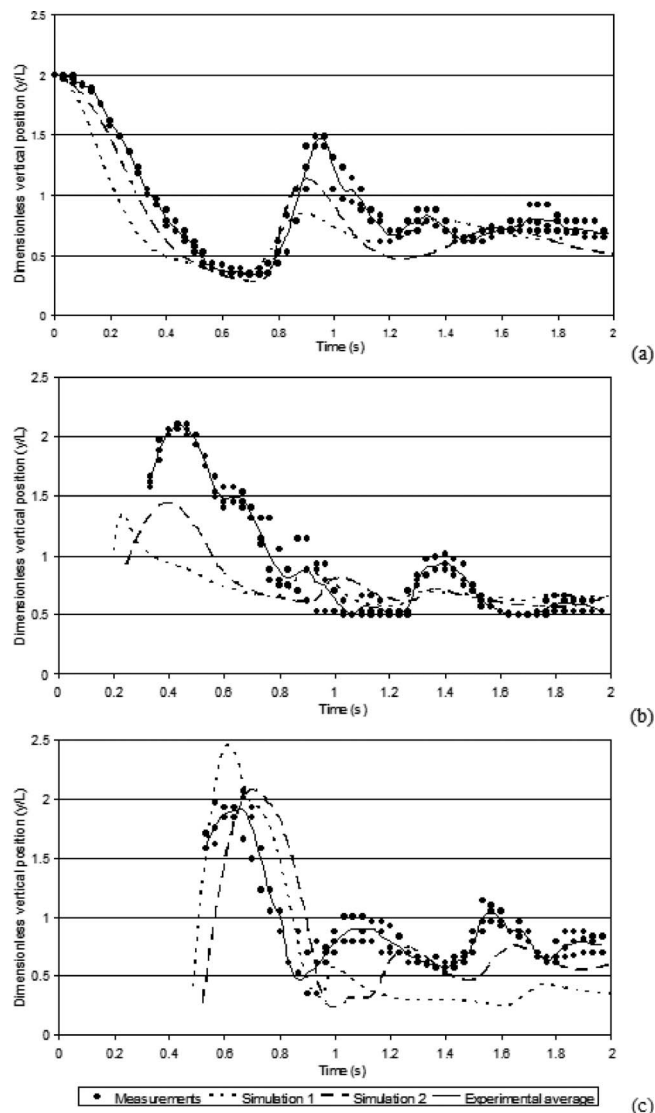 2.5
2
1.5
1
0.5
0
Dimensionless vertical position (y/L)
0 0.2 0.4 0.6 0.8 1 1.2 1.4 1.6 1.8 2
Time (s)
(a)
2.5
2
1.5
1
0.5
0
Dimensionless vertical position (y/L)
0 0.2 0.4 0.6 0.8 1 1.2 1.4 1.6 1.8 2
Time (s)
(b)
2.5
2
1.5
1
0.5
0
Dimensionless vertical position (y/L)
0 0.2 0.4 0.6 0.8 1 1.2 1.4 1.6 1.8 2
Time (s)
Measurements Simulation 1 Simulation 2 Experimental average
(c)